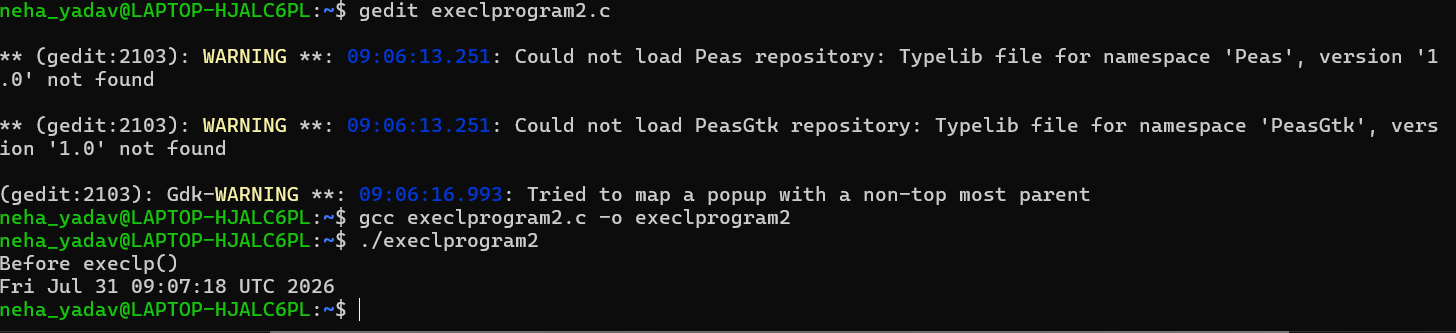 neha_yadav@LAPTOP-HJALC6PL:~$ gedit execlprogram2.c
** (gedit:2103): WARNING **: 09:06:13.251: Could not load Peas repository: Typelib file for namespace 'Peas', version '1
.0' not found
** (gedit:2103): WARNING **: 09:06:13.251: Could not load PeasGtk repository: Typelib file for namespace 'PeasGtk', vers
ion '1.0' not found
(gedit:2103): Gdk-WARNING **: 09:06:16.993: Tried to map a popup with a non-top most parent
neha_yadav@LAPTOP-HJALC6PL:~$ gcc execlprogram2.c -o execlprogram2
neha_yadav@LAPTOP-HJALC6PL:~$ ./execlprogram2
Before execlp()
Fri Jul 31 09:07:18 UTC 2026
neha_yadav@LAPTOP-HJALC6PL:~$